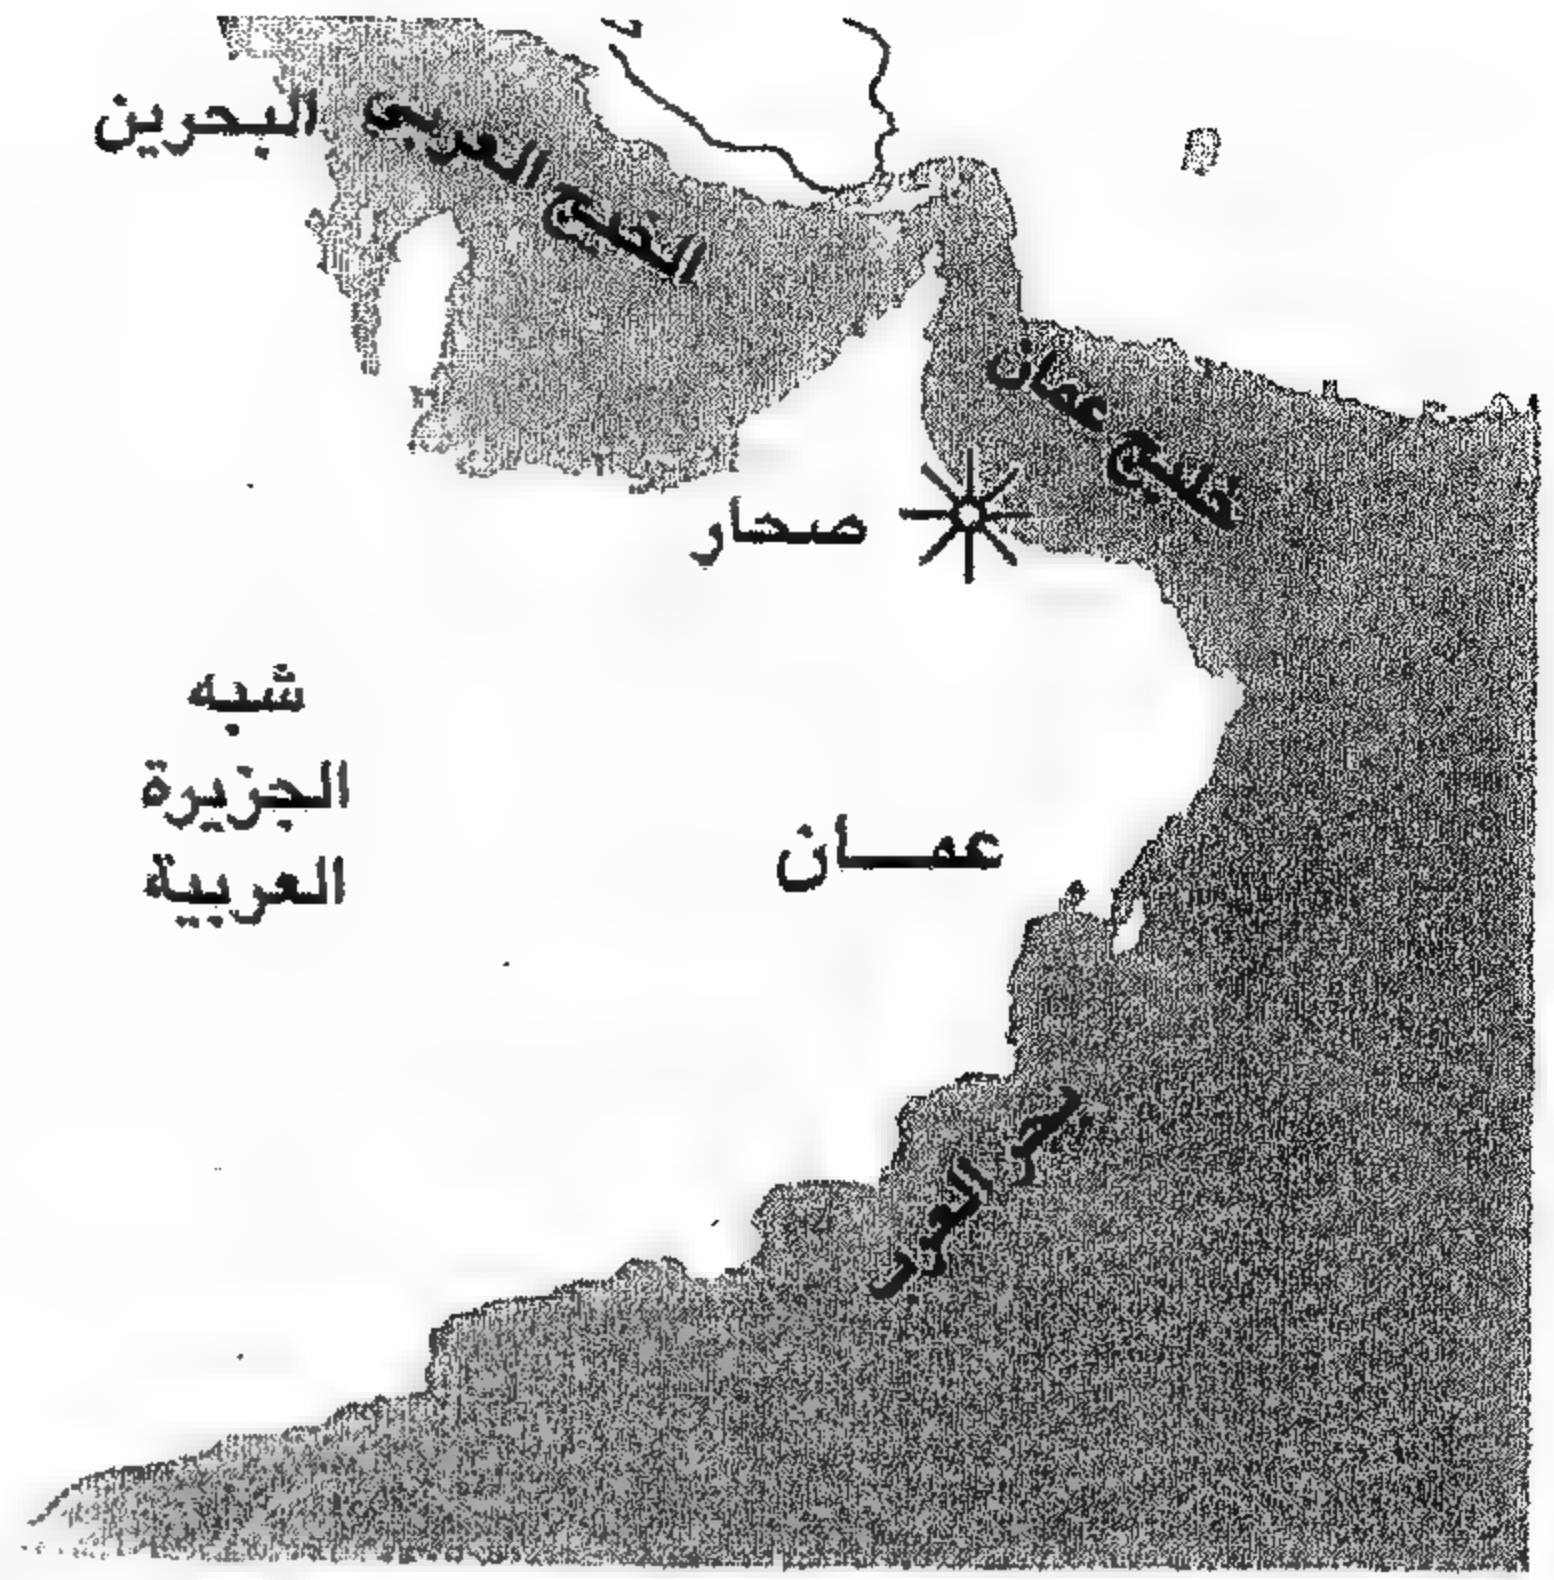 البحرين
الخليج العربي
خليج عمان
صحار
شبه
الجزيرة
العربية
عمـــان
بحر العرب